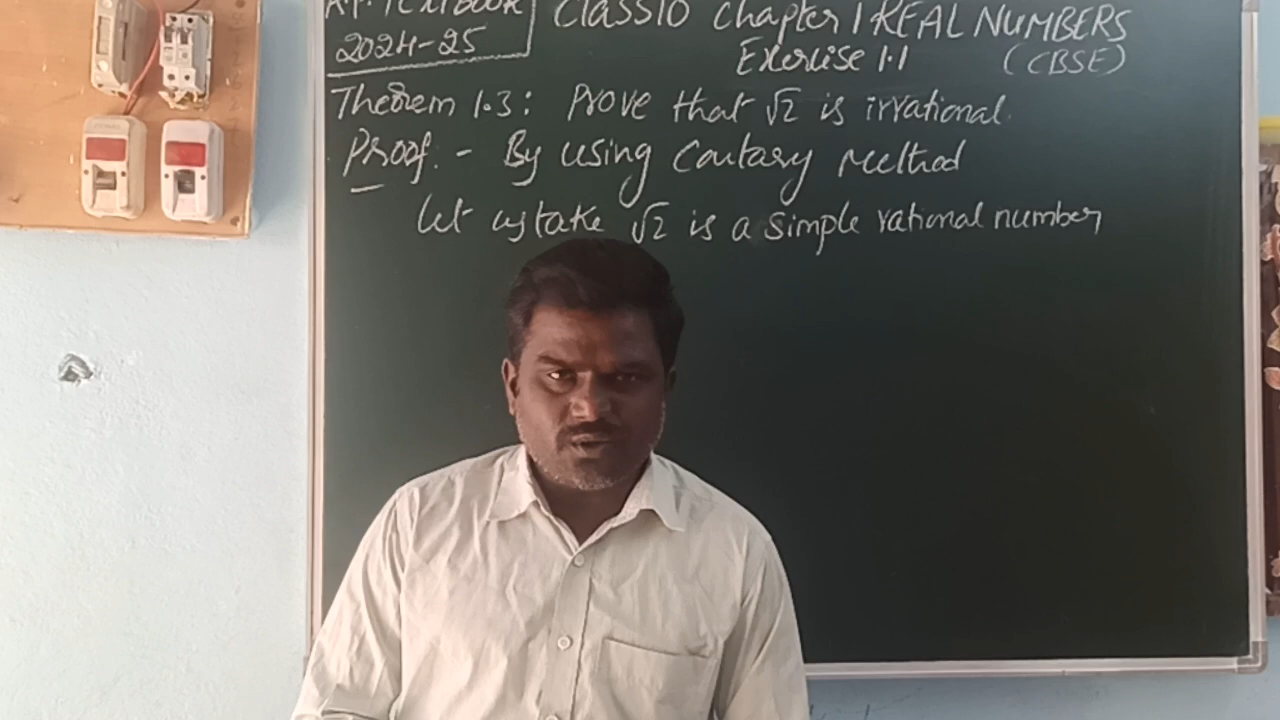 A.P. TEXTBOOK
2024-25
Class10 Chapter 1 REAL NUMBERS
Exercise 1.1 (CBSE)
Theorem 1.3: Prove that √2 is irrational.
Proof: - By using Contary Method
let us take √2 is a simple rational number